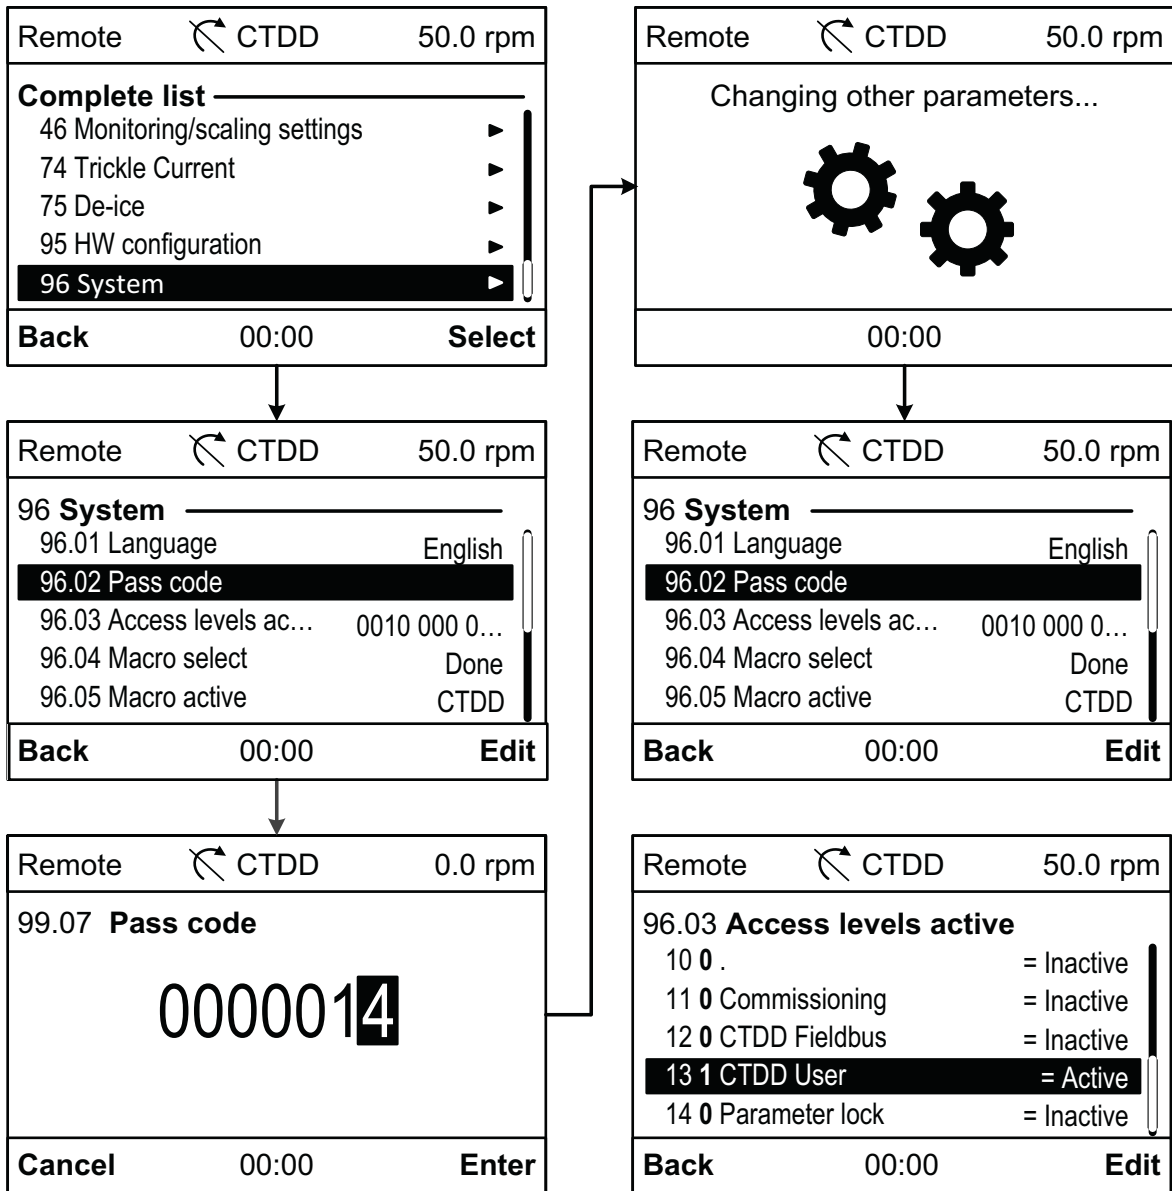 Remote CTDD 50.0 rpm
Complete list
46 Monitoring/scaling settings
74 Trickle Current
75 De-ice
95 HW configuration
96 System
Back 00:00 Select
Remote CTDD 50.0 rpm
96 System
96.01 Language English
96.02 Pass code
96.03 Access levels ac... 0010 000 0...
96.04 Macro select Done
96.05 Macro active CTDD
Back 00:00 Edit
Remote CTDD 0.0 rpm
99.07 Pass code
0000014
Cancel 00:00 Enter
Remote CTDD 50.0 rpm
Changing other parameters...
00:00
Remote CTDD 50.0 rpm
96 System
96.01 Language English
96.02 Pass code
96.03 Access levels ac... 0010 000 0...
96.04 Macro select Done
96.05 Macro active CTDD
Back 00:00 Edit
Remote CTDD 50.0 rpm
96.03 Access levels active
10 0 . = Inactive
11 0 Commissioning = Inactive
12 0 CTDD Fieldbus = Inactive
13 1 CTDD User = Active
14 0 Parameter lock = Inactive
Back 00:00 Edit